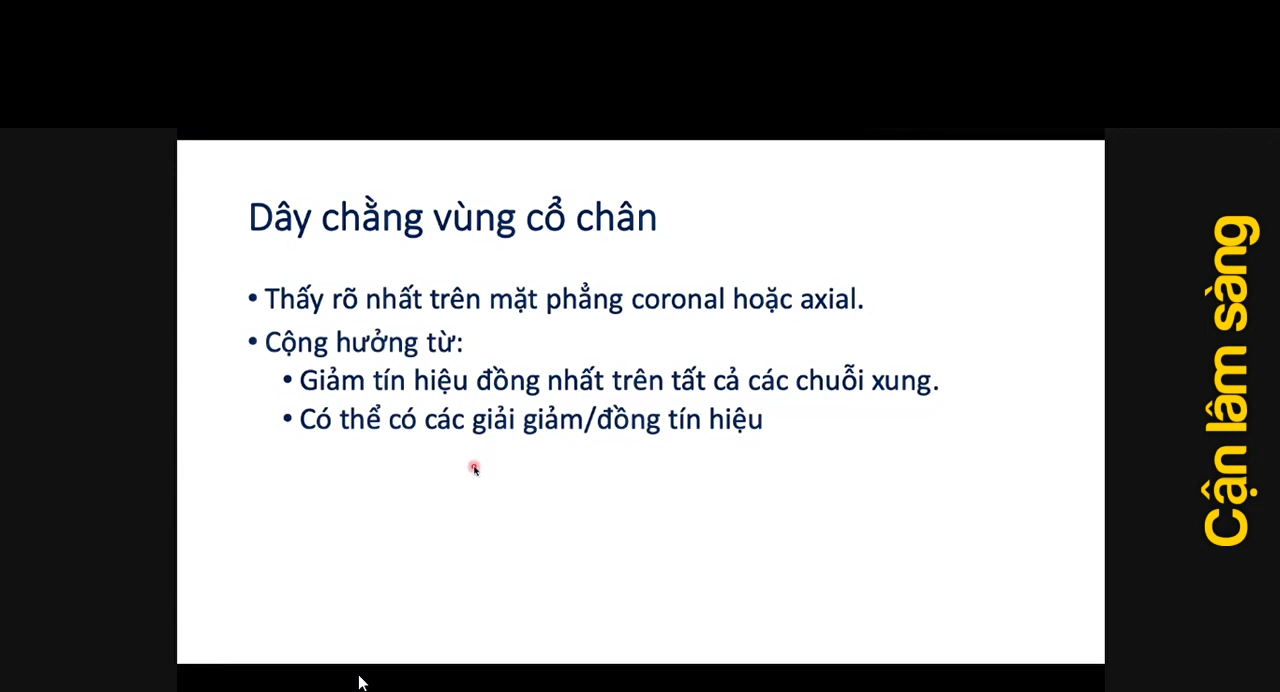 Dây chằng vùng cổ chân
• Thấy rõ nhất trên mặt phẳng coronal hoặc axial.
• Cộng hưởng từ:
• Giảm tín hiệu đồng nhất trên tất cả các chuỗi xung.
• Có thể có các giải giảm/đồng tín hiệu
Cận lâm sàng